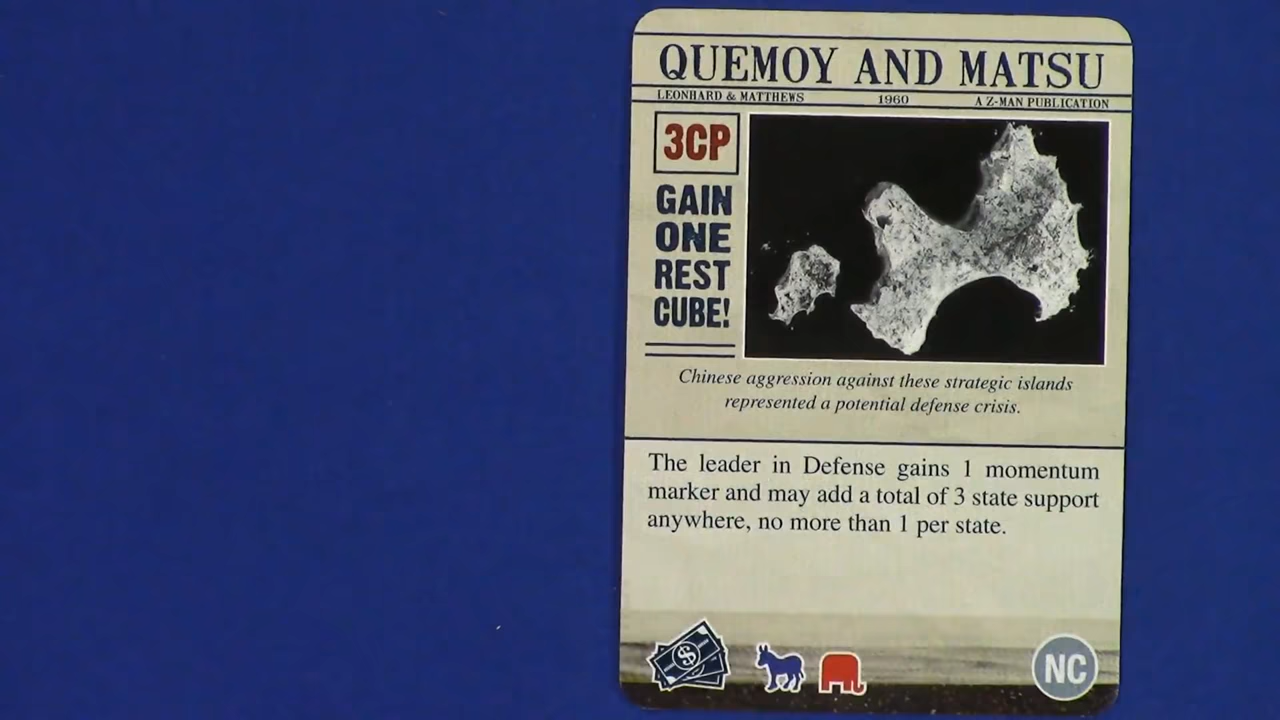 QUEMOY AND MATSU
LEONHARD & MATTHEWS 1960 A Z-MAN PUBLICATION
3CP
GAIN
ONE
REST
CUBE!
Chinese aggression against these strategic islands
represented a potential defense crisis.
The leader in Defense gains 1 momentum
marker and may add a total of 3 state support
anywhere, no more than 1 per state.
$
NC